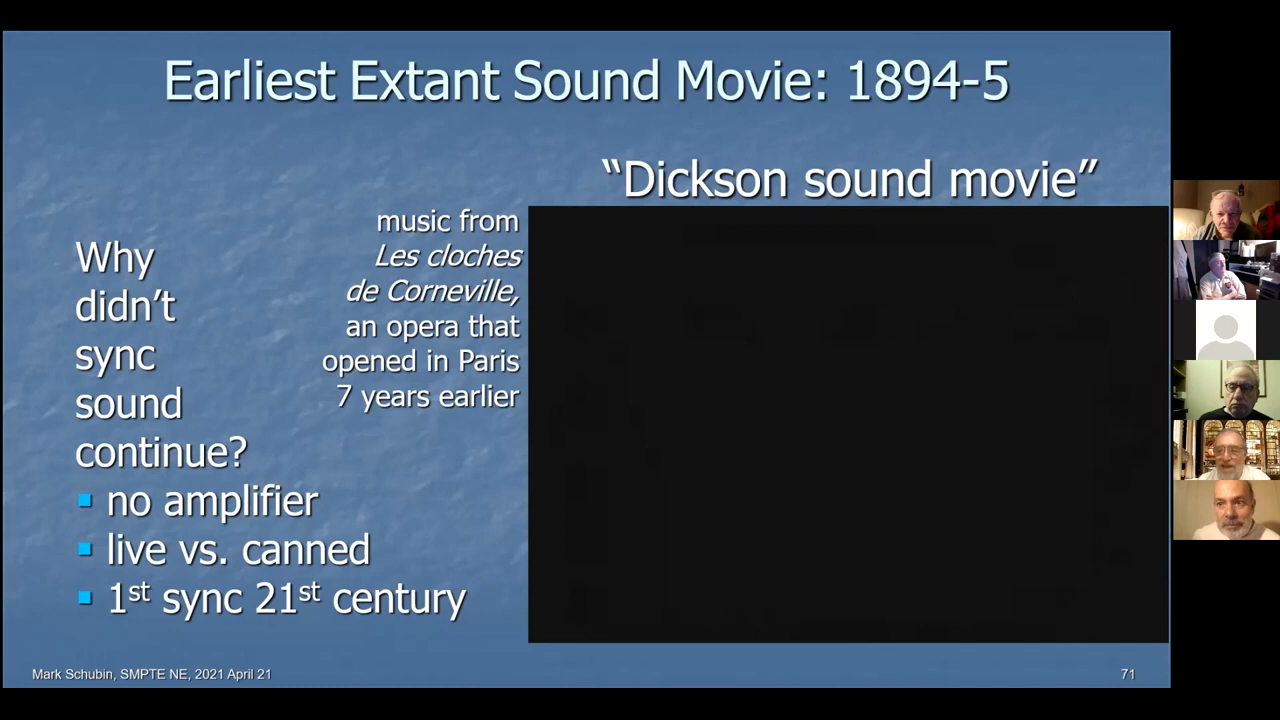 Earliest Extant Sound Movie: 1894-5
“Dickson sound movie”
music from
Les cloches
de Corneville,
an opera that
opened in Paris
7 years earlier
Why
didn’t
sync
sound
continue?
▪ no amplifier
▪ live vs. canned
▪ 1st sync 21st century
Mark Schubin, SMPTE NE, 2021 April 21
71